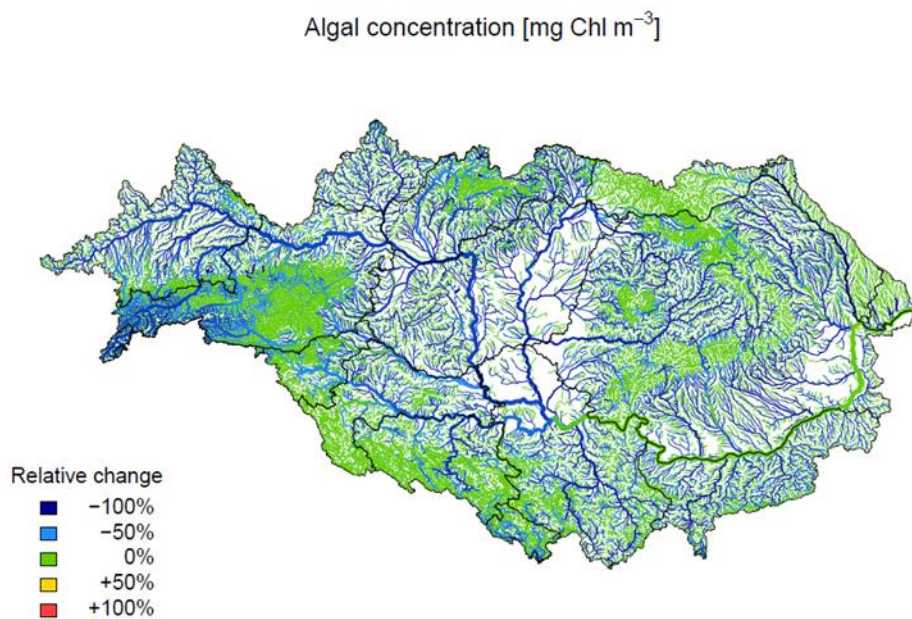 Algal concentration [mg Chl m⁻³]
Relative change
−100%
−50%
0%
+50%
+100%